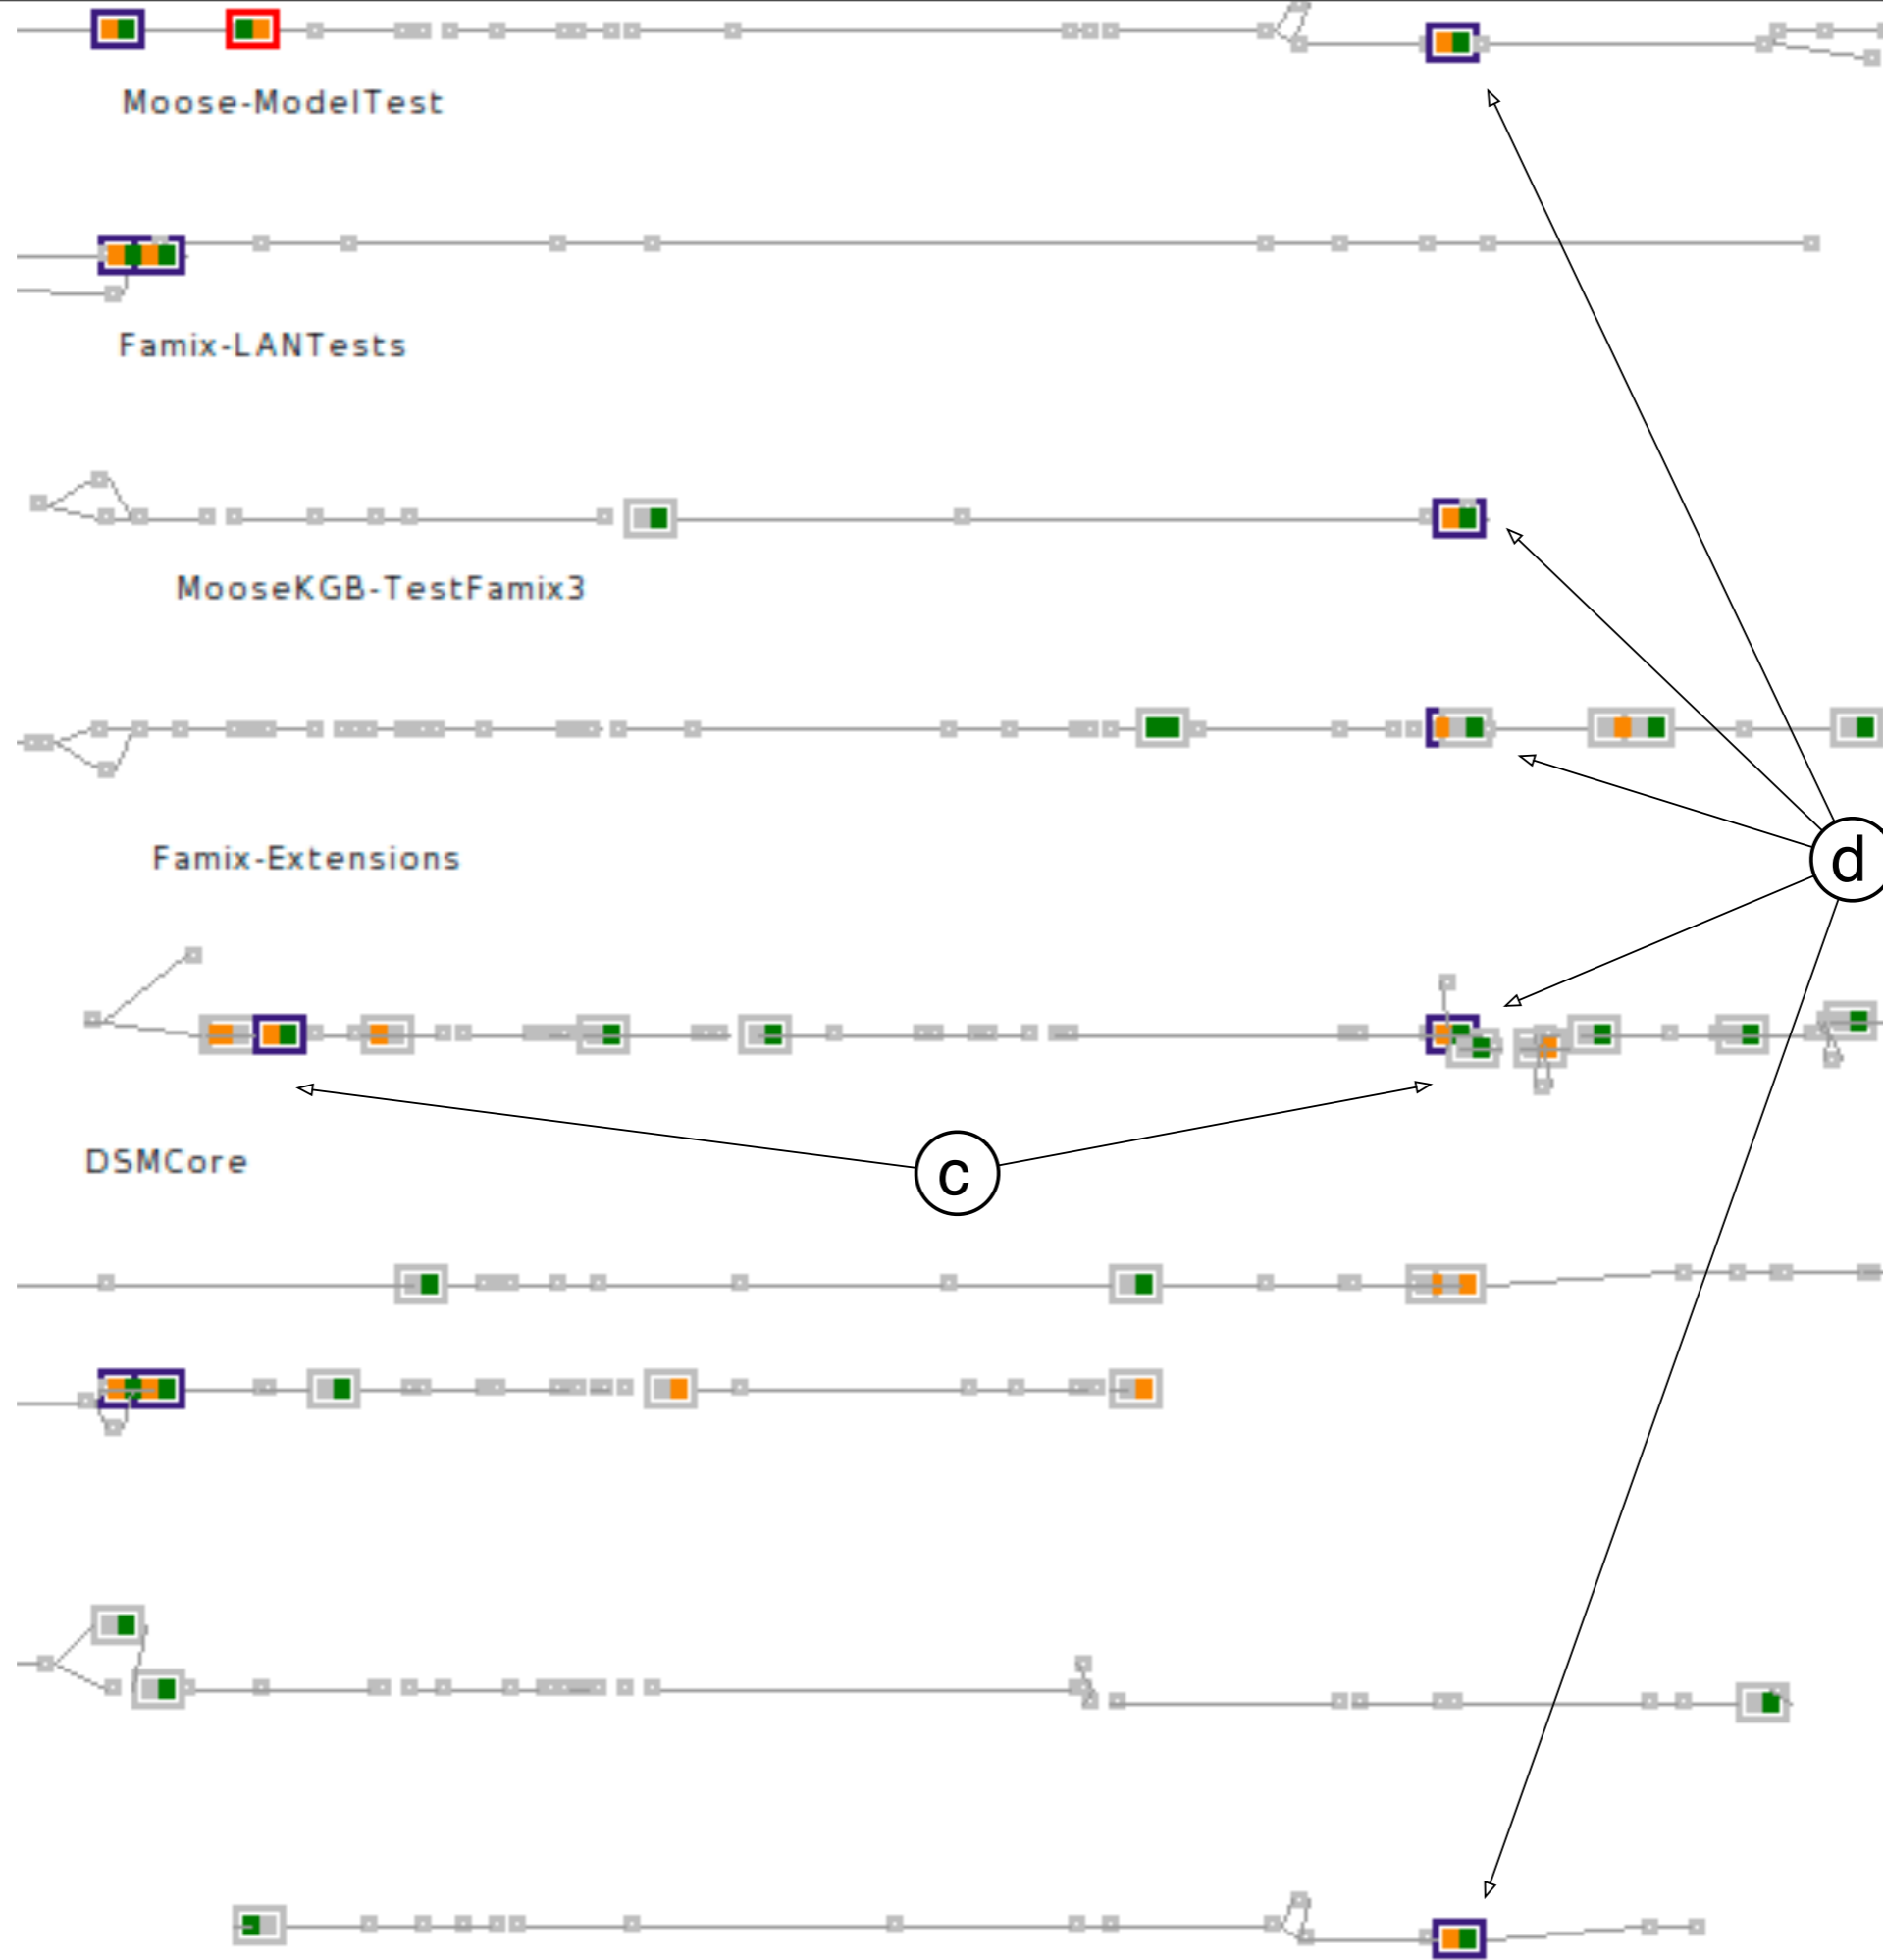 Moose-ModelTest
Famix-LANTests
MooseKGB-TestFamix3
d
Famix-Extensions
DSMCore
c